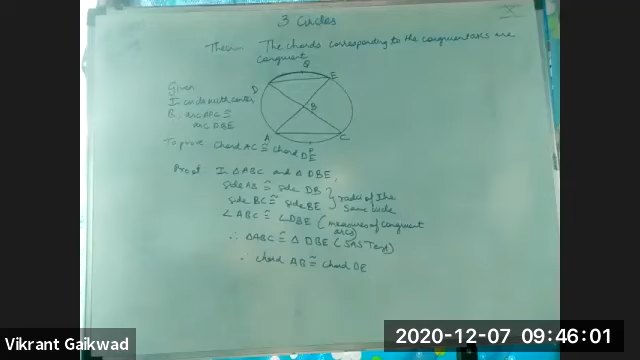 3 Circles
X
Theorem The chords corresponding to the congruent arcs are
congruent
Q
D E
B
A C
P
Given
In circle with center
B. arc APC ≅
arc DQE
To prove Chord AC ≅ chord DE
Proof In △ABC and △DBE,
side AB ≅ side DB } radius of the
side BC ≅ side BE } same circle
∠ABC ≅ ∠DBE (measures of congruent
arcs)
∴ △ABC ≅ △DBE (SAS Test)
∴ chord AB ≅ chord DE
Vikrant Gaikwad
2020-12-07 09:46:01